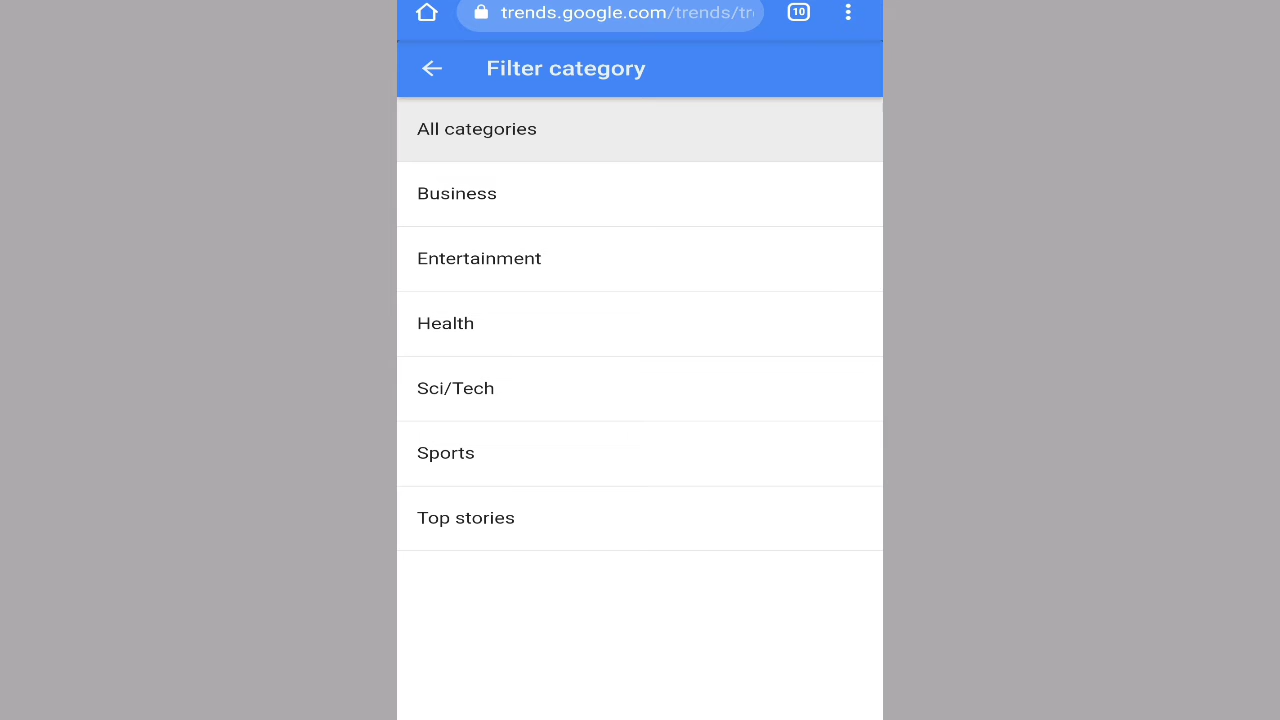 trends.google.com/trends/tr
10
Filter category
All categories
Business
Entertainment
Health
Sci/Tech
Sports
Top stories